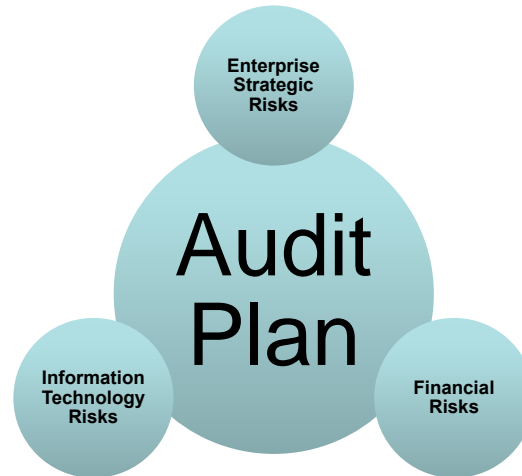 Enterprise
Strategic
Risks
Audit
Plan
Information
Technology
Risks
Financial
Risks